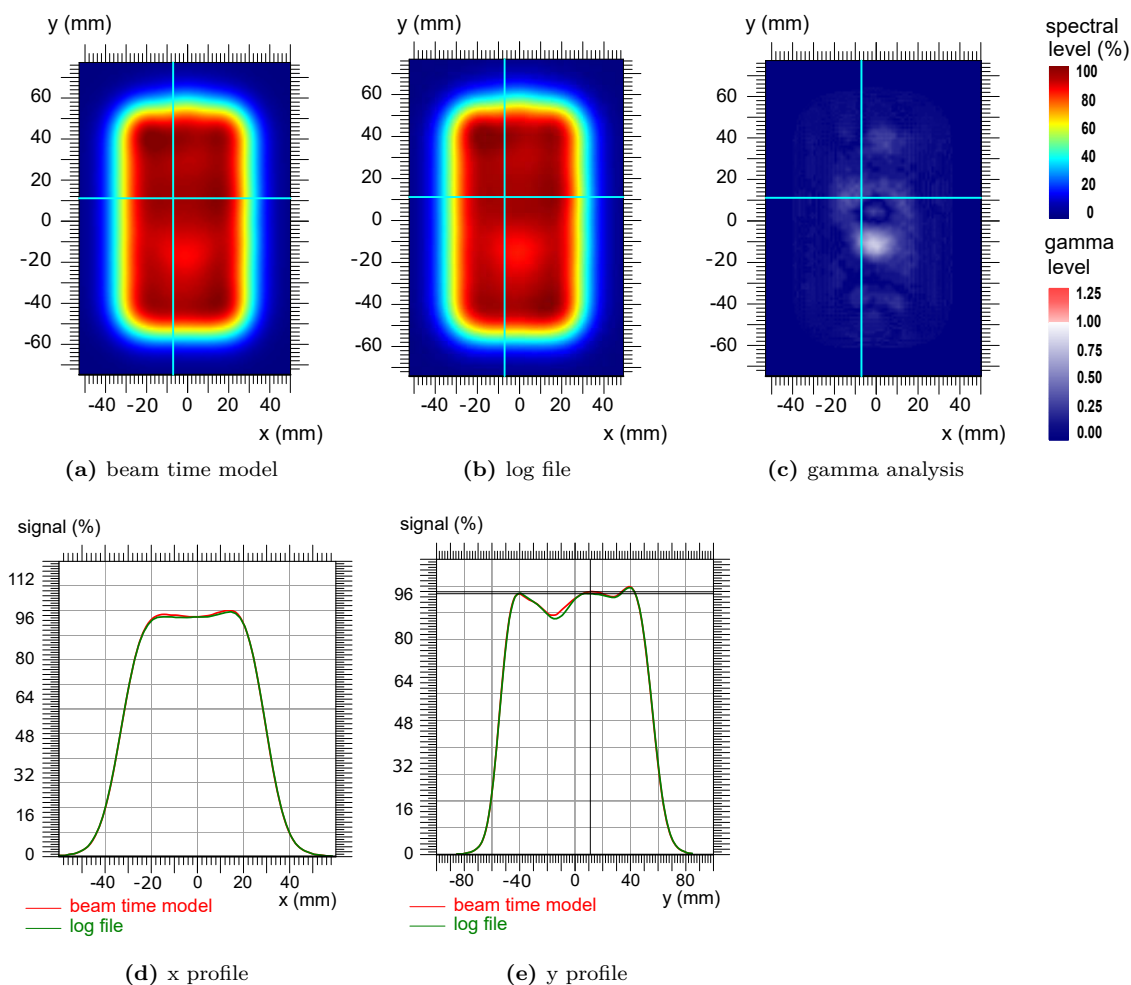 y (mm)
y (mm)
y (mm)
spectral
level (%)
100
80
60
40
20
0
gamma
level
1.25
1.00
0.75
0.50
0.25
0.00
60
40
20
0
-20
-40
-60
-40 -20 0 20 40
x (mm)
60
40
20
0
-20
-40
-60
-40 -20 0 20 40
x (mm)
60
40
20
0
-20
-40
-60
-40 -20 0 20 40
x (mm)
(a) beam time model
(b) log file
(c) gamma analysis
signal (%)
112
96
80
64
48
32
16
0
-40 -20 0 20 40
x (mm)
beam time model
log file
(d) x profile
signal (%)
96
80
64
48
32
16
0
-80 -40 0 40 80
y (mm)
beam time model
log file
(e) y profile